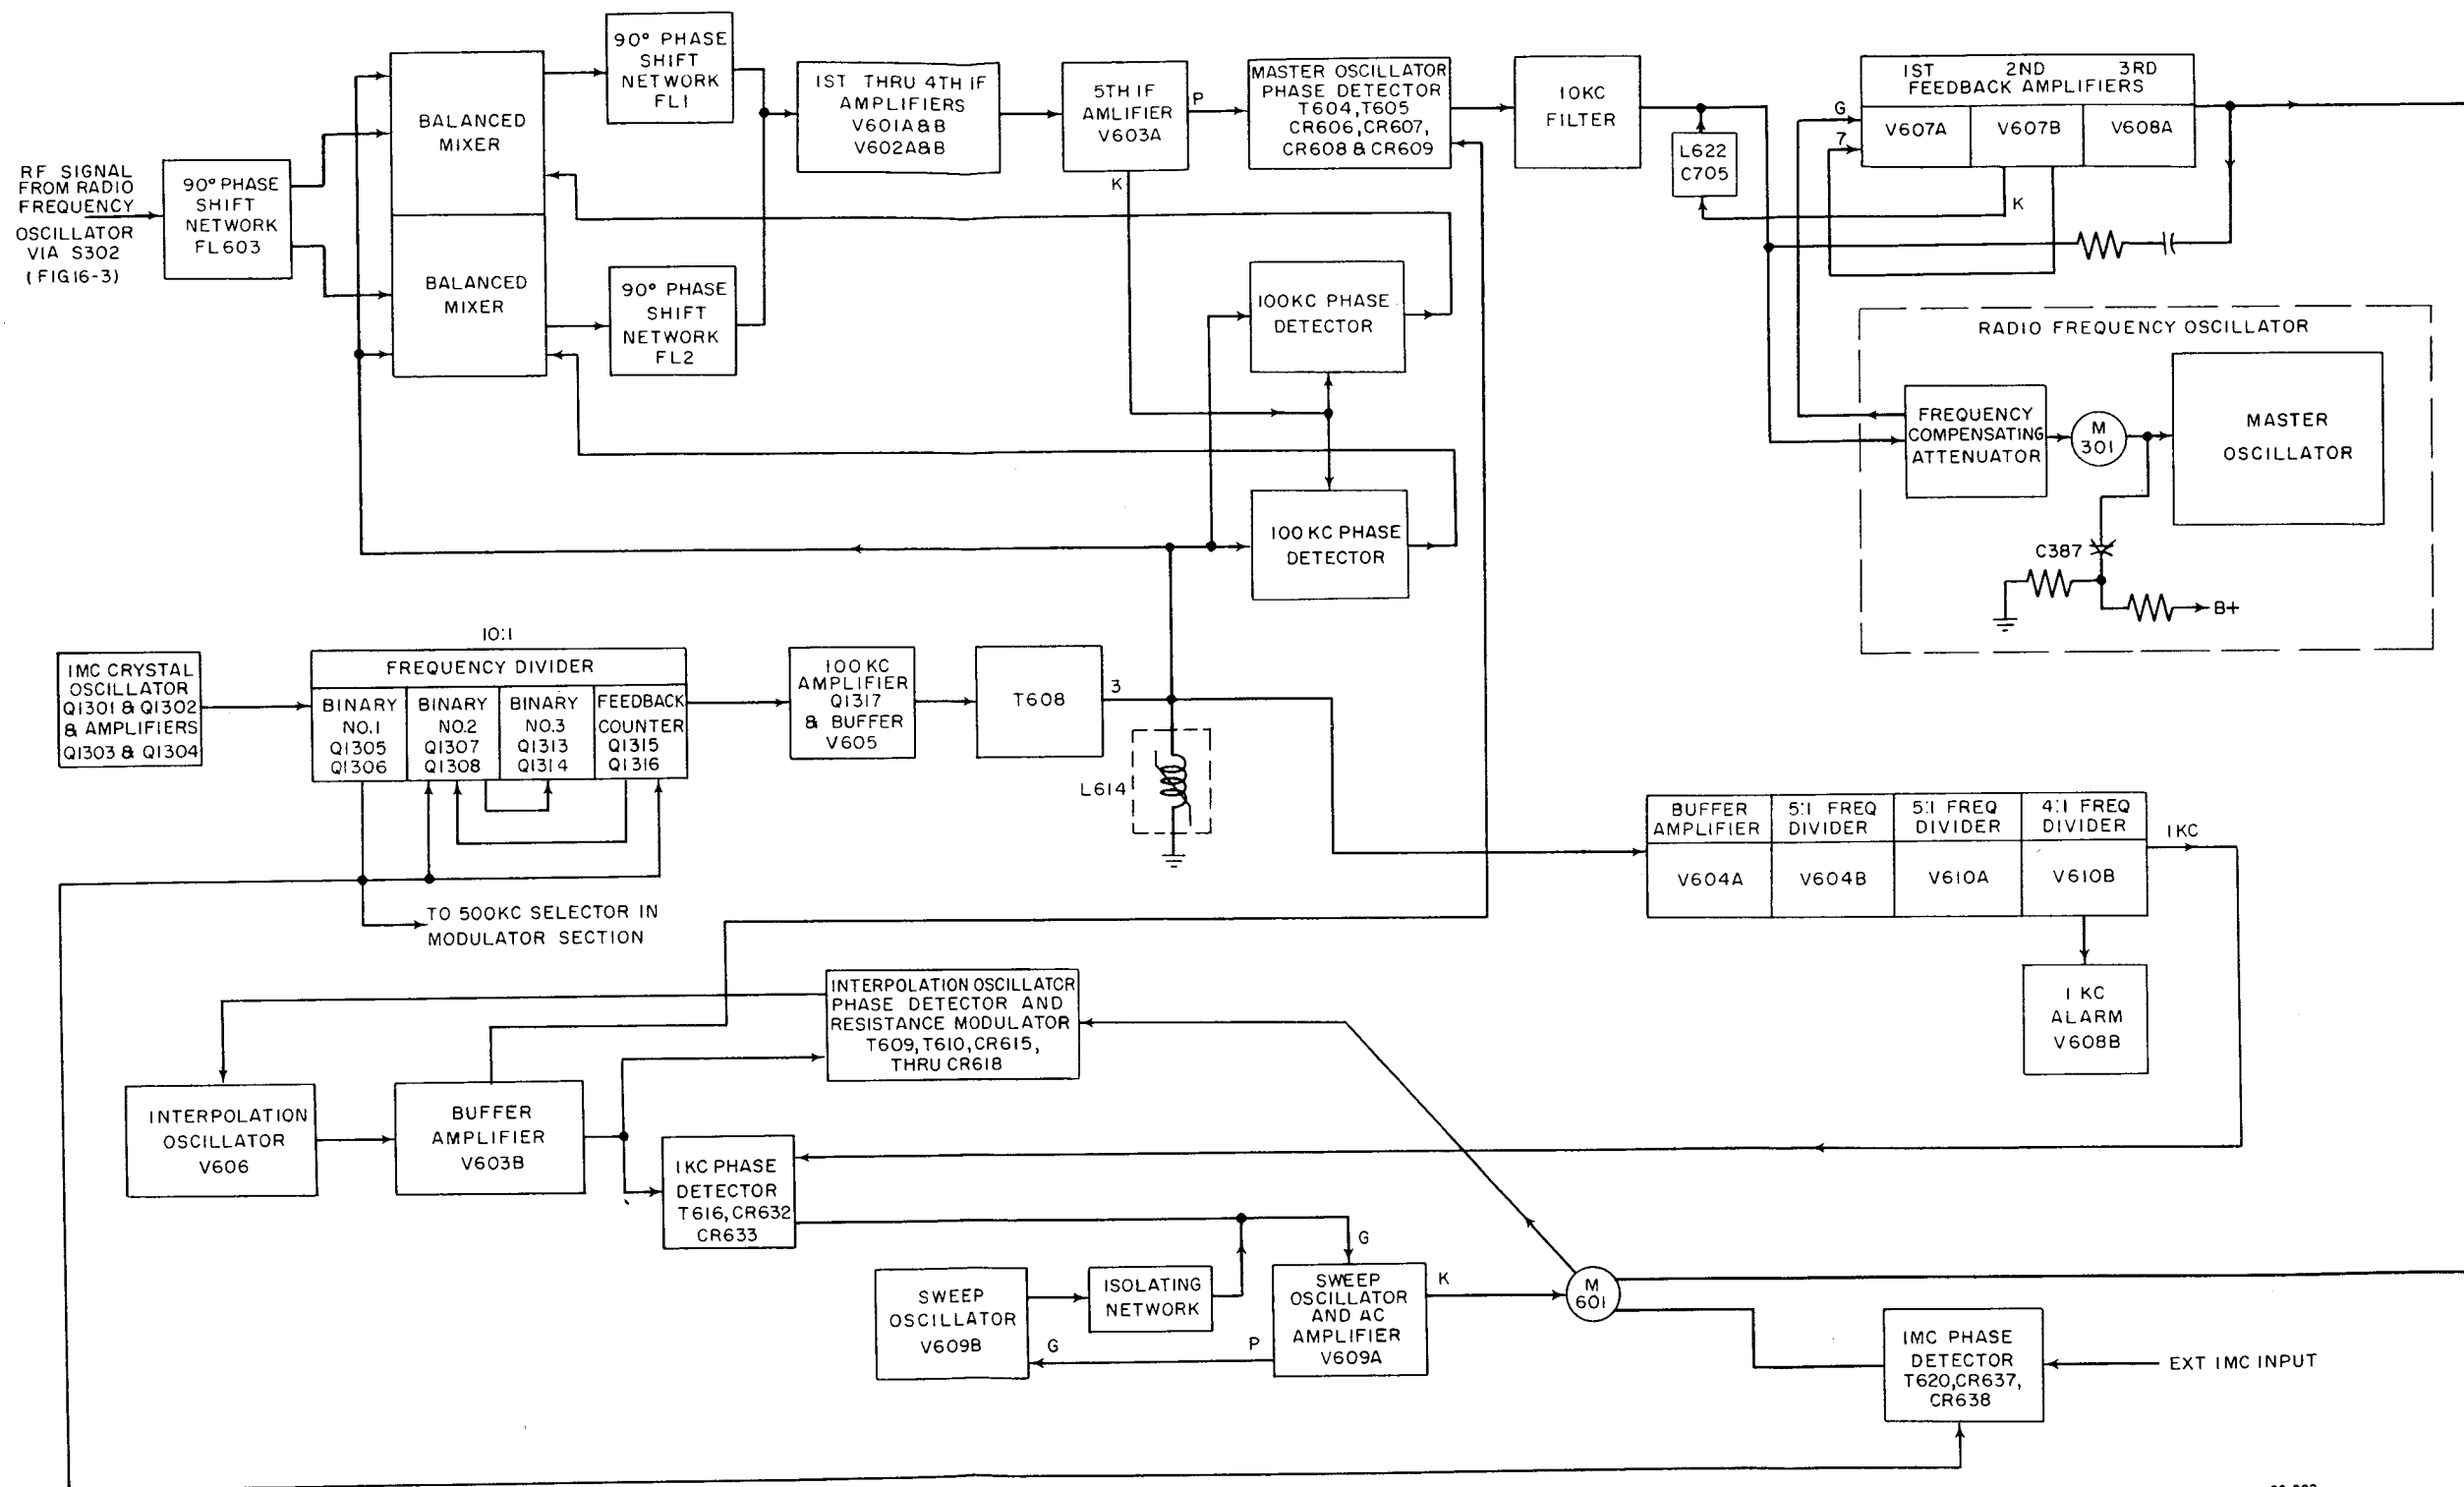 RF SIGNAL
FROM RADIO
FREQUENCY
OSCILLATOR
VIA S302
(FIG16-3)
90° PHASE
SHIFT
NETWORK
FL603
BALANCED
MIXER
BALANCED
MIXER
90° PHASE
SHIFT
NETWORK
FL1
90° PHASE
SHIFT
NETWORK
FL2
1ST THRU 4TH IF
AMPLIFIERS
V601A&B
V602A&B
5TH IF
AMLIFIER
V603A
P
K
MASTER OSCILLATOR
PHASE DETECTOR
T604,T605
CR606,CR607,
CR608 & CR609
10KC
FILTER
L622
C705
1ST 2ND 3RD
FEEDBACK AMPLIFIERS
V607A V607B V608A
G
7
K
100KC PHASE
DETECTOR
100 KC PHASE
DETECTOR
RADIO FREQUENCY OSCILLATOR
FREQUENCY
COMPENSATING
ATTENUATOR
M
301
MASTER
OSCILLATOR
C387
B+
1MC CRYSTAL
OSCILLATOR
Q1301 & Q1302
& AMPLIFIERS
Q1303 & Q1304
10:1
FREQUENCY DIVIDER
BINARY
NO.1
Q1305
Q1306
BINARY
NO.2
Q1307
Q1308
BINARY
NO.3
Q1313
Q1314
FEEDBACK
COUNTER
Q1315
Q1316
100 KC
AMPLIFIER
Q1317
& BUFFER
V605
T608
3
L614
TO 500KC SELECTOR IN
MODULATOR SECTION
BUFFER
AMPLIFIER
V604A
5:1 FREQ
DIVIDER
V604B
5:1 FREQ
DIVIDER
V610A
4:1 FREQ
DIVIDER
V610B
1KC
1 KC
ALARM
V608B
INTERPOLATION OSCILLATOR
PHASE DETECTOR AND
RESISTANCE MODULATOR
T609,T610,CR615,
THRU CR618
INTERPOLATION
OSCILLATOR
V606
BUFFER
AMPLIFIER
V603B
1KC PHASE
DETECTOR
T616,CR632
CR633
SWEEP
OSCILLATOR
V609B
ISOLATING
NETWORK
G
P
G
SWEEP
OSCILLATOR
AND AC
AMPLIFIER
V609A
K
M
601
1MC PHASE
DETECTOR
T620,CR637,
CR638
EXT 1MC INPUT